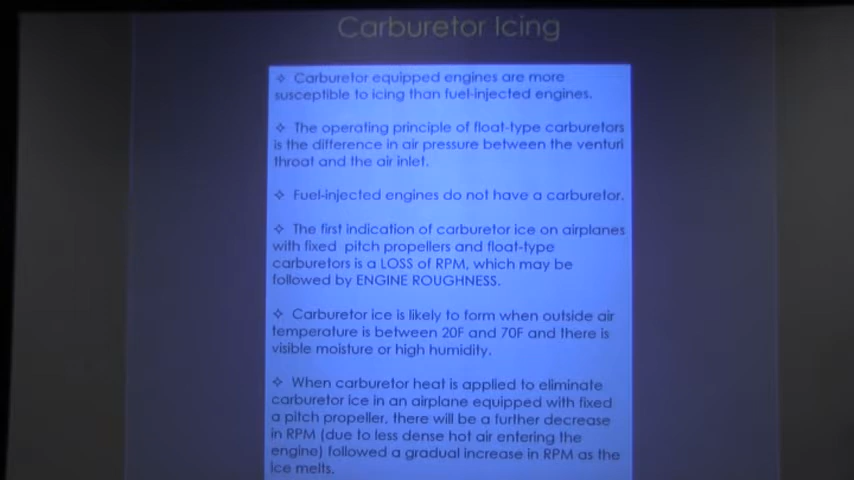 Carburetor Icing
✧ Carburetor equipped engines are more
susceptible to icing than fuel-injected engines.
✧ The operating principle of float-type carburetors
is the difference in air pressure between the venturi
throat and the air inlet.
✧ Fuel-injected engines do not have a carburetor.
✧ The first indication of carburetor ice on airplanes
with fixed pitch propellers and float-type
carburetors is a LOSS of RPM, which may be
followed by ENGINE ROUGHNESS.
✧ Carburetor ice is likely to form when outside air
temperature is between 20F and 70F and there is
visible moisture or high humidity.
✧ When carburetor heat is applied to eliminate
carburetor ice in an airplane equipped with fixed
a pitch propeller, there will be a further decrease
in RPM (due to less dense hot air entering the
engine) followed a gradual increase in RPM as the
ice melts.